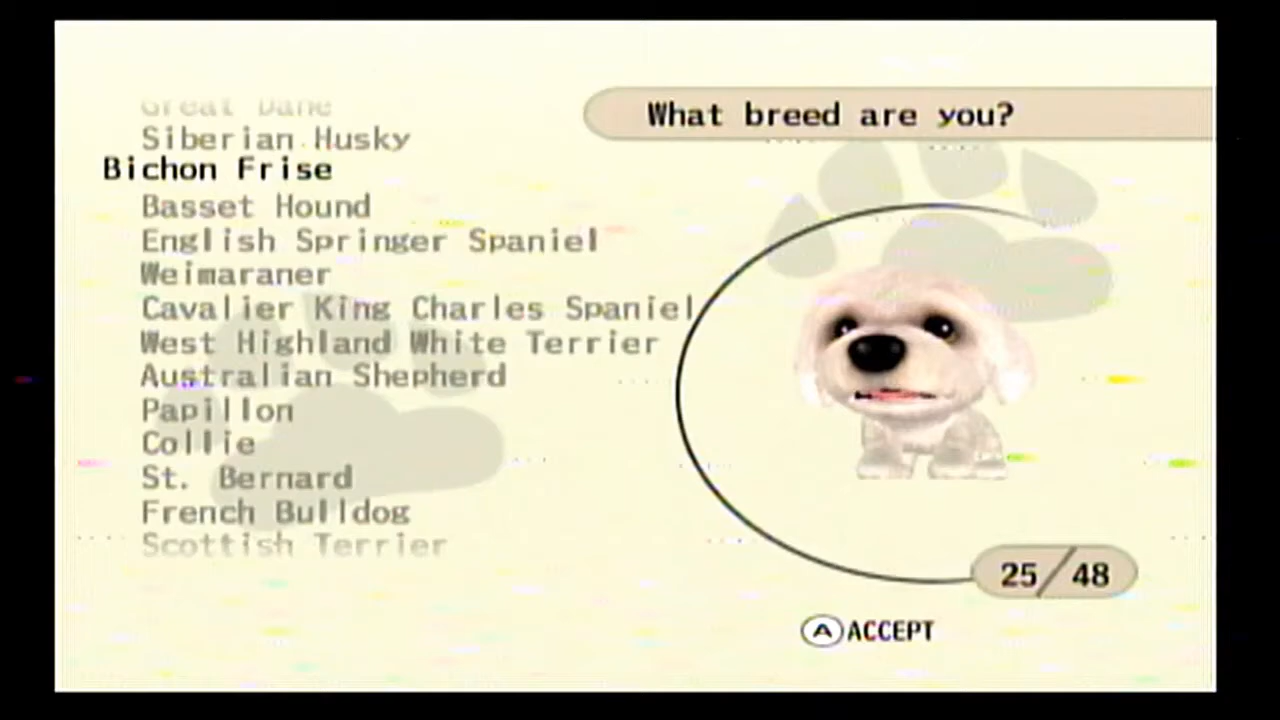 Great Dane
Siberian Husky
Bichon Frise
Basset Hound
English Springer Spaniel
Weimaraner
Cavalier King Charles Spaniel
West Highland White Terrier
Australian Shepherd
Papillon
Collie
St. Bernard
French Bulldog
Scottish Terrier
What breed are you?
25/48
A ACCEPT